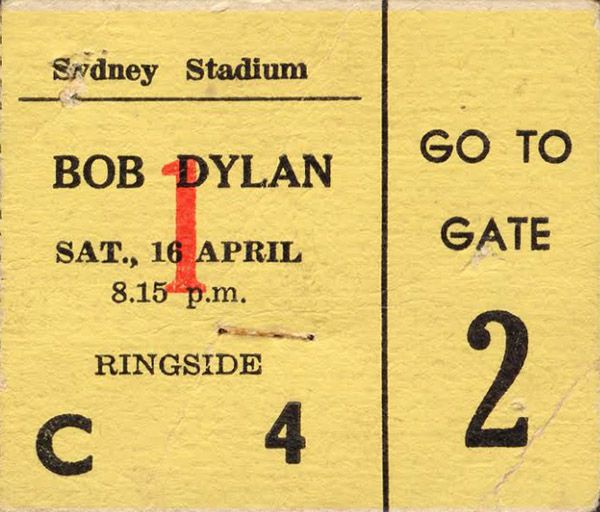 Sydney Stadium
BOB DYLAN
1
SAT., 16 APRIL
8.15 p.m.
RINGSIDE
C 4
GO TO
GATE
2